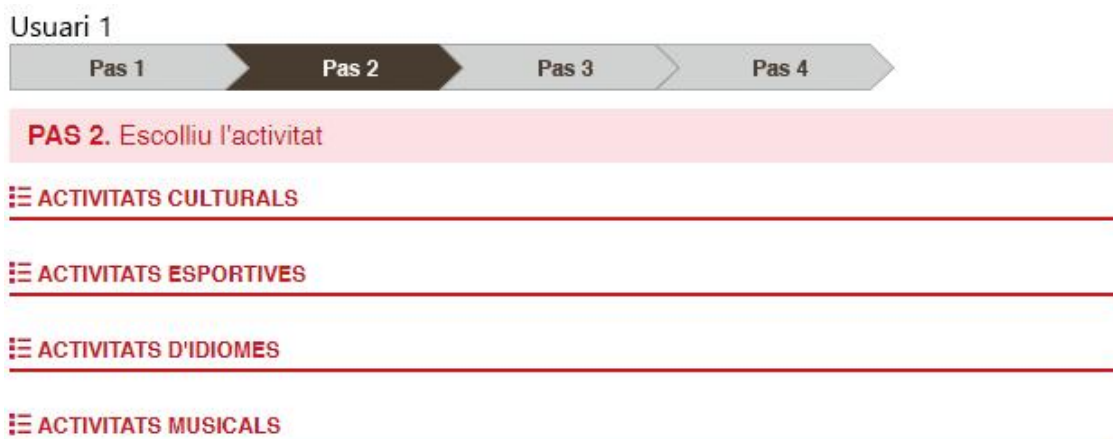 Usuari 1
Pas 1 Pas 2 Pas 3 Pas 4
PAS 2. Escolliu l'activitat
ACTIVITATS CULTURALS
ACTIVITATS ESPORTIVES
ACTIVITATS D'IDIOMES
ACTIVITATS MUSICALS